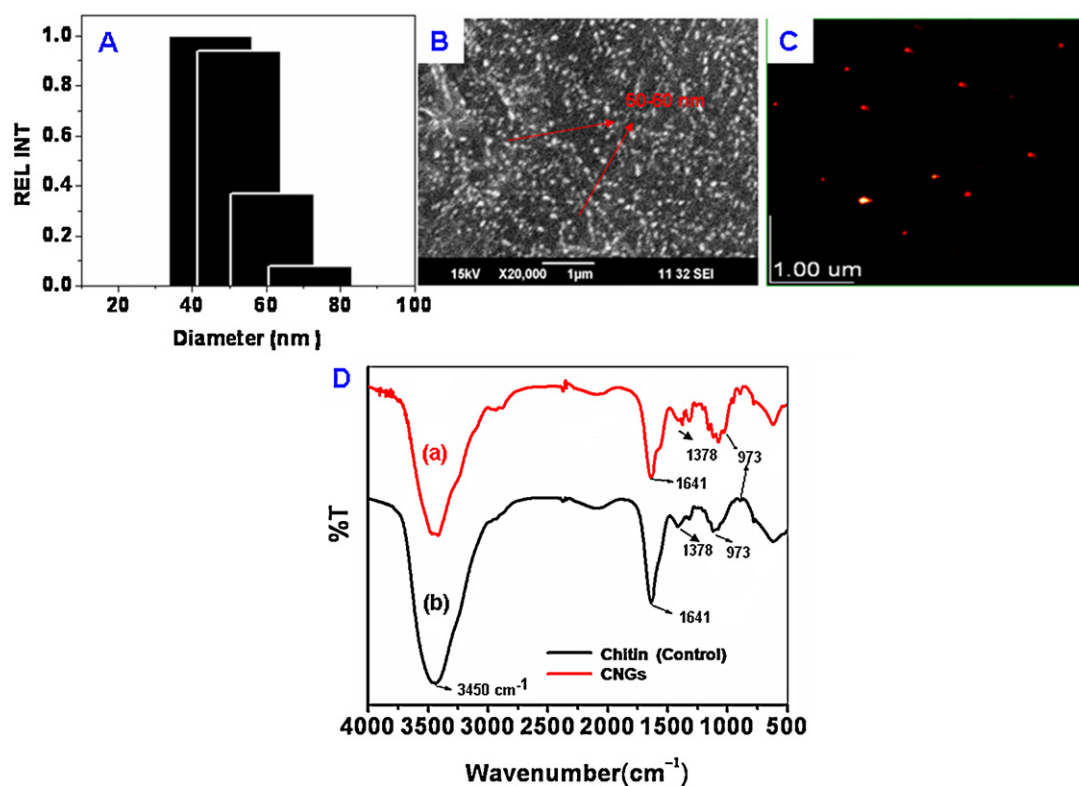 A
REL INT
1.0
0.8
0.6
0.4
0.2
0.0
20 40 60 80 100
Diameter (nm )
B
50-60 nm
15kV X20,000 1µm 11 32 SEI
C
1.00 um
D
%T
(a)
1378
973
1641
(b)
1378
973
1641
3450 cm⁻¹
Chitin (Control)
CNGs
4000 3500 3000 2500 2000 1500 1000 500
Wavenumber(cm⁻¹)